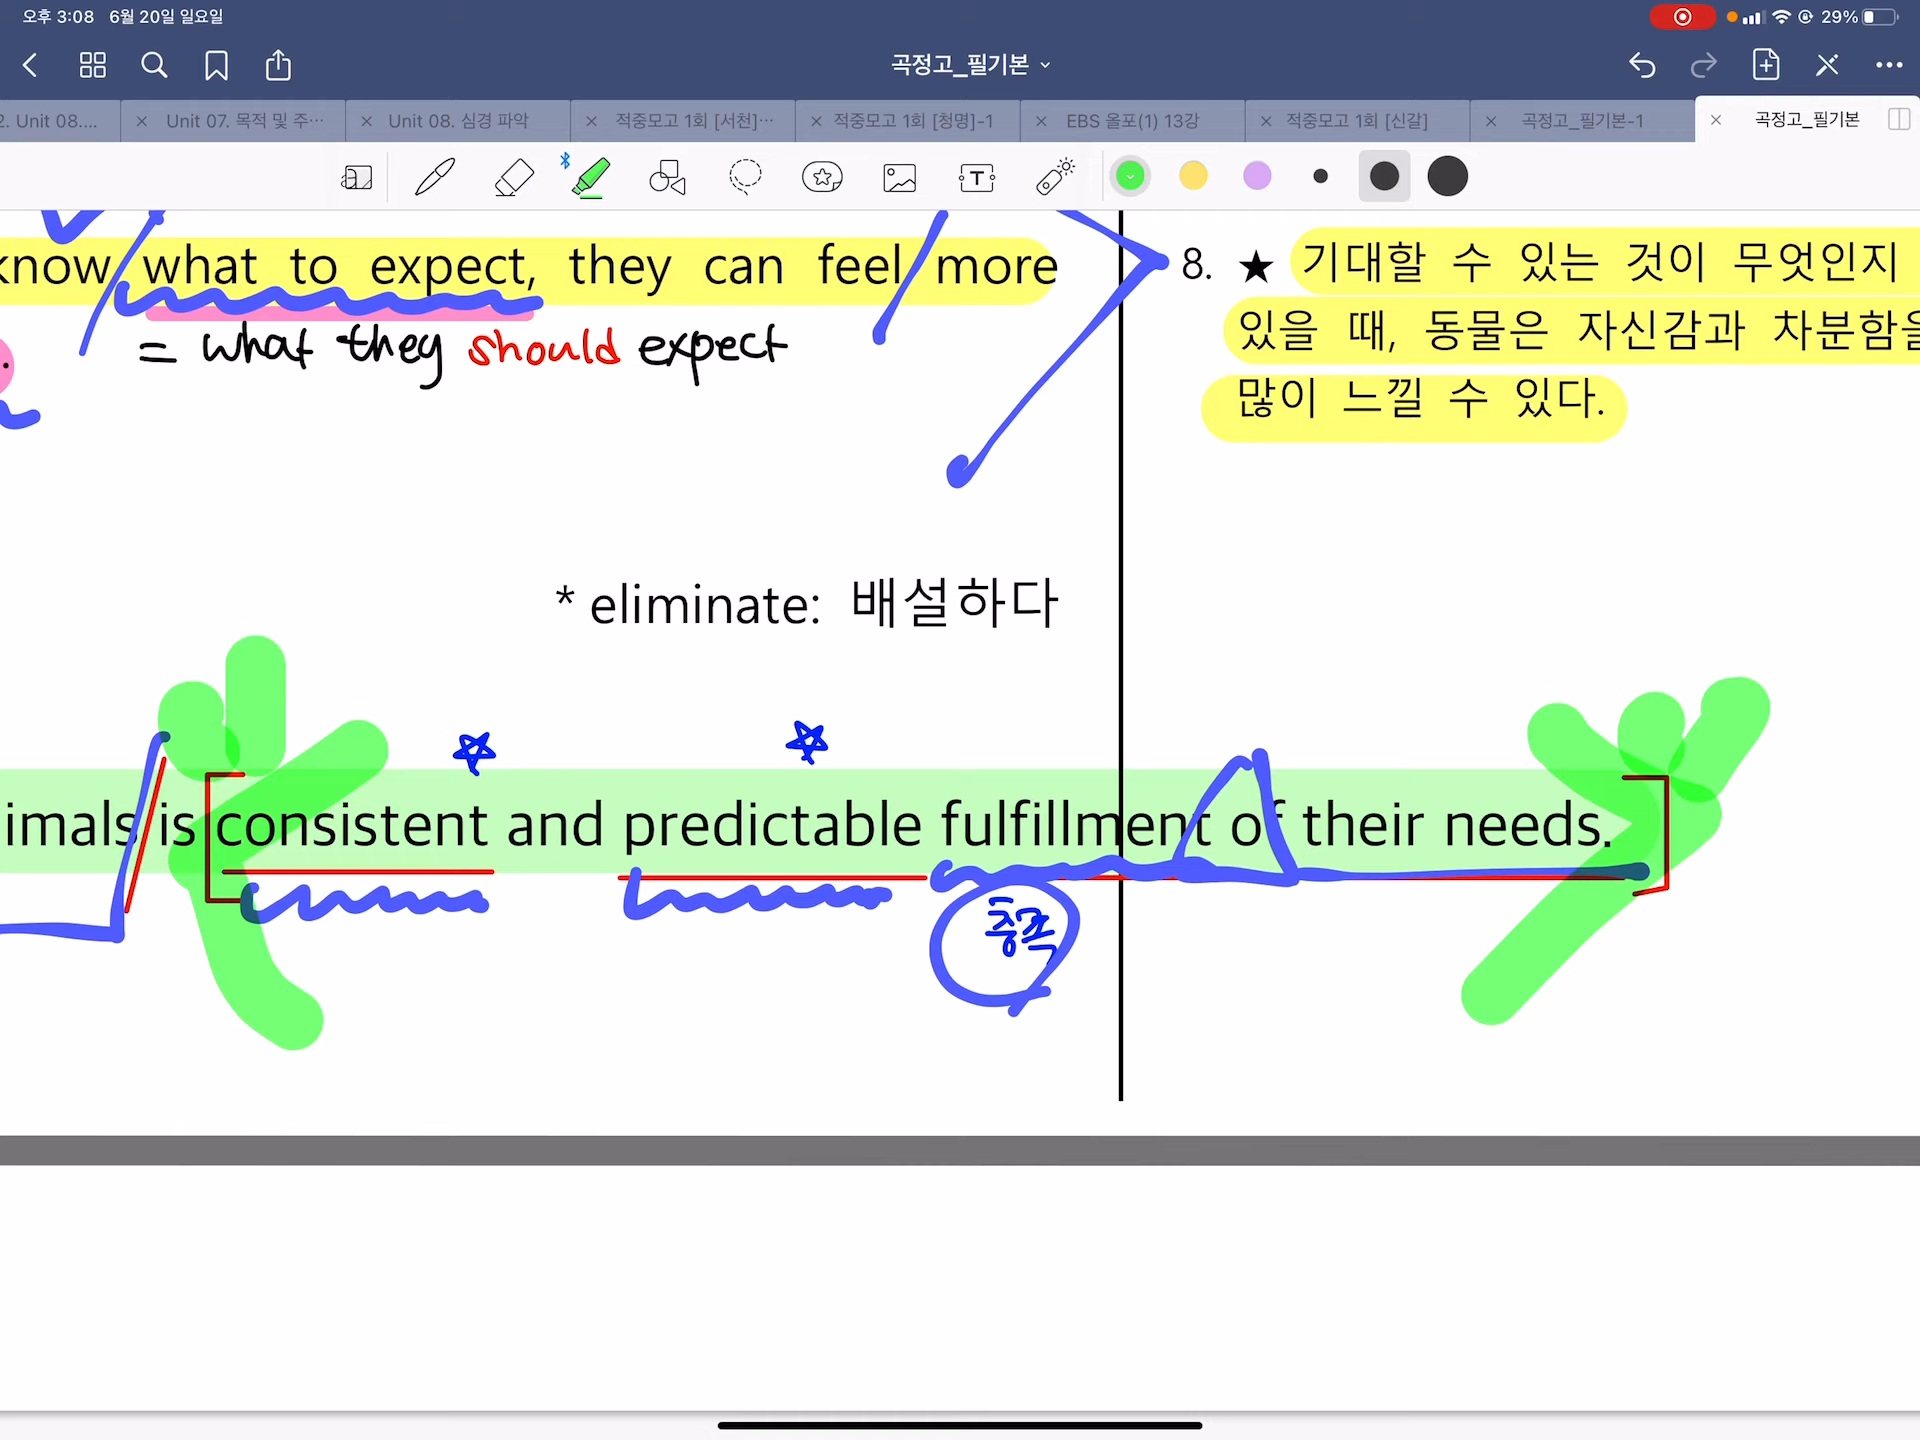 오후 3:08 6월 20일 일요일
29%
곡정고_필기본
2. Unit 08....
Unit 07. 목적 및 주…
Unit 08. 심경 파악
적중모고 1회 [서천]…
적중모고 1회 [청명]-1
EBS 올포(1) 13강
적중모고 1회 [신갈]
곡정고_필기본-1
곡정고_필기본
know what to expect, they can feel more
= what they should expect
8. ★ 기대할 수 있는 것이 무엇인지
있을 때, 동물은 자신감과 차분함을
많이 느낄 수 있다.
* eliminate: 배설하다
imals is [consistent and predictable fulfillment of their needs.]
충족